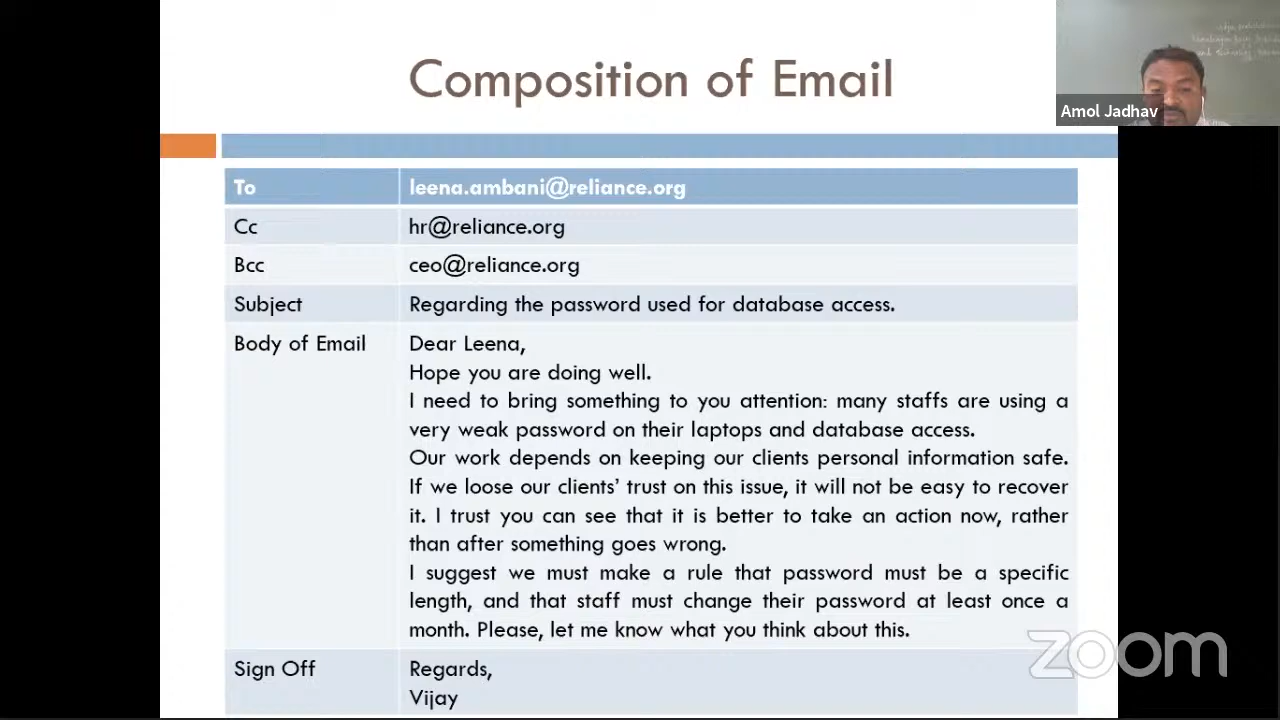 Composition of Email
Amol Jadhav
To leena.ambani@reliance.org
Cc hr@reliance.org
Bcc ceo@reliance.org
Subject Regarding the password used for database access.
Body of Email Dear Leena,
Hope you are doing well.
I need to bring something to you attention: many staffs are using a
very weak password on their laptops and database access.
Our work depends on keeping our clients personal information safe.
If we loose our clients’ trust on this issue, it will not be easy to recover
it. I trust you can see that it is better to take an action now, rather
than after something goes wrong.
I suggest we must make a rule that password must be a specific
length, and that staff must change their password at least once a
month. Please, let me know what you think about this.
Sign Off Regards,
Vijay
zoom